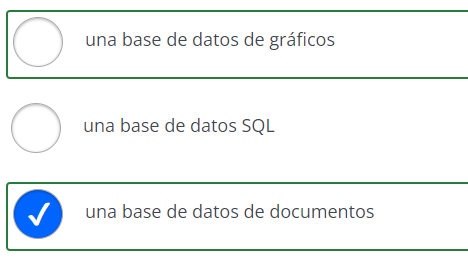 una base de datos de gráficos
una base de datos SQL
una base de datos de documentos